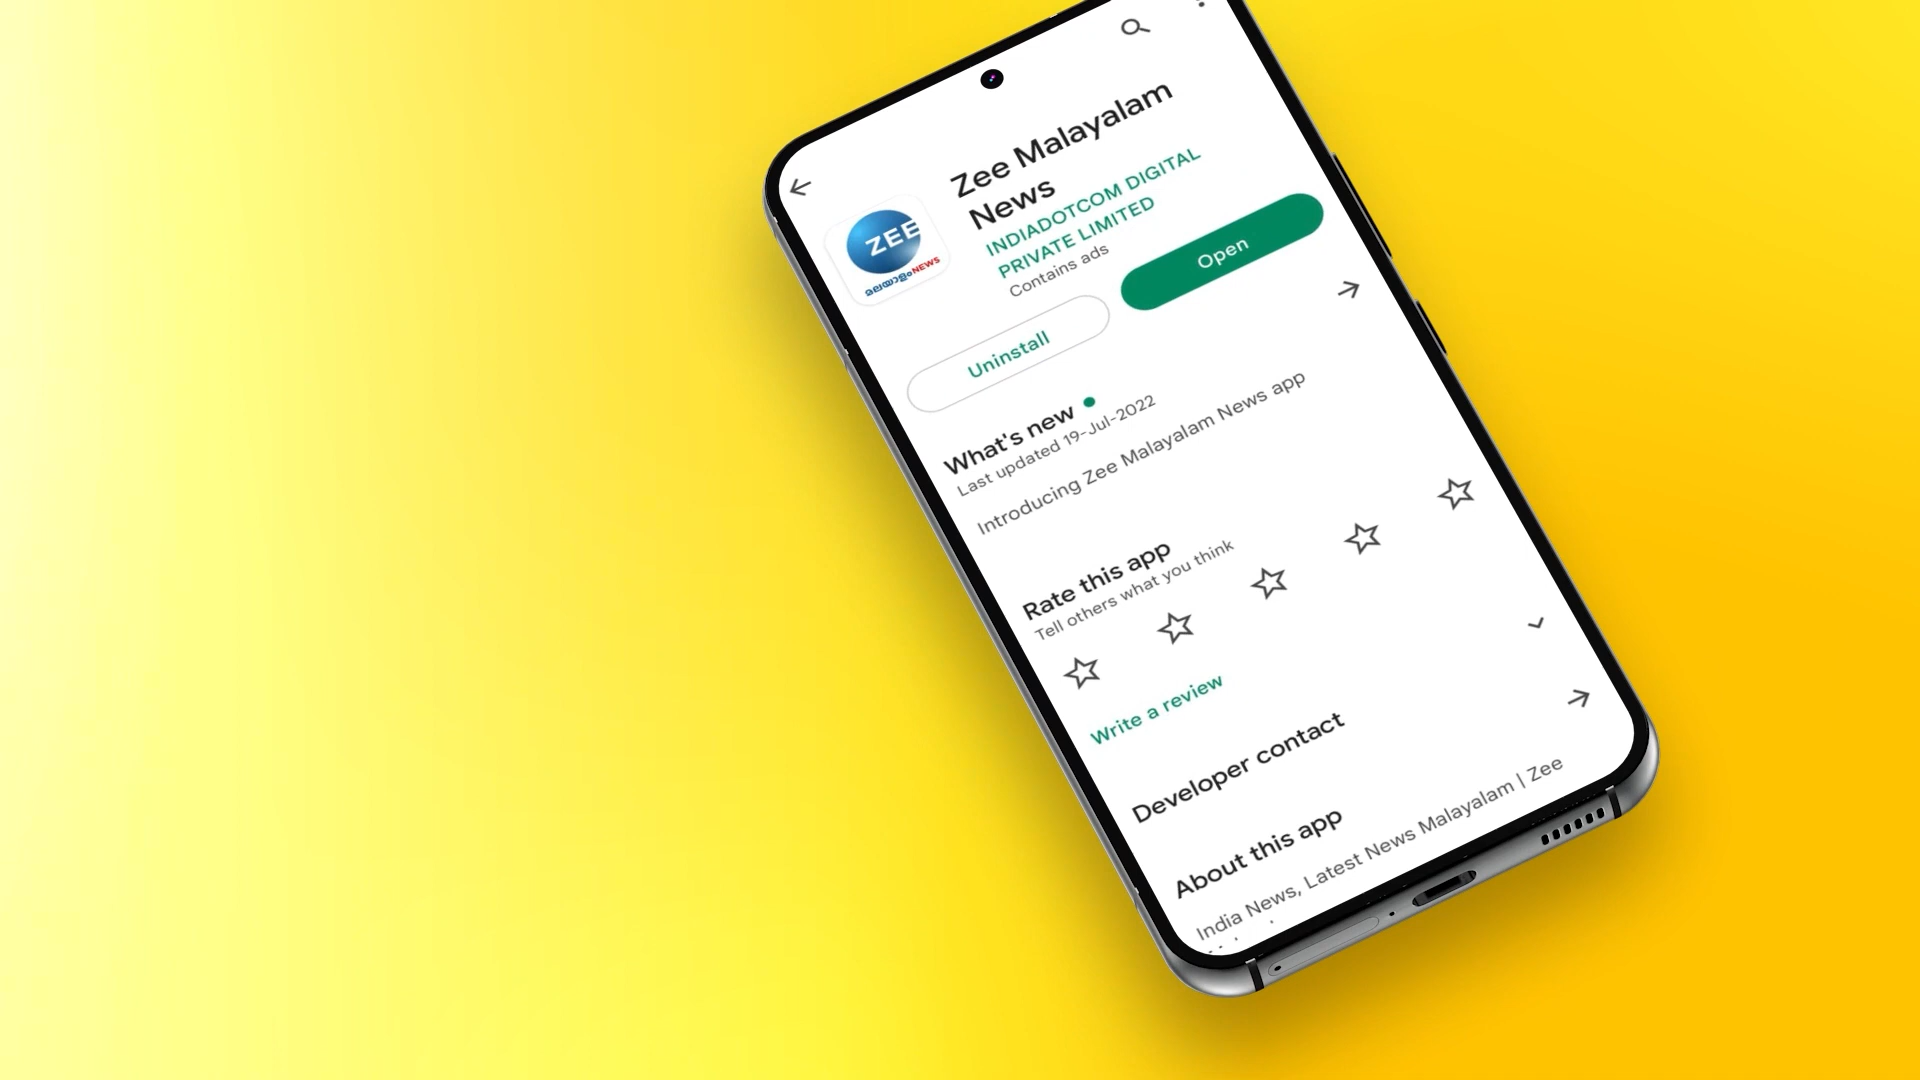 Zee Malayalam
News
INDIADOTCOM DIGITAL
PRIVATE LIMITED
Contains ads
ZEE
മലയാളംNEWS
Uninstall
Open
What's new
Last updated 19-Jul-2022
Introducing Zee Malayalam News app
Rate this app
Tell others what you think
Write a review
Developer contact
About this app
India News, Latest News Malayalam | Zee